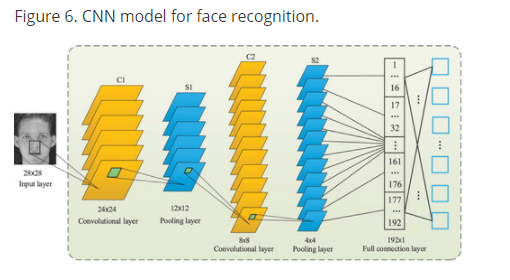 Figure 6. CNN model for face recognition.
C1
S1
C2
S2
1
...
16
17
...
32
⋮
161
...
176
177
...
192
⋮
⋮
⋮
28x28
Input layer
24x24
Convolutional layer
12x12
Pooling layer
8x8
Convolutional layer
4x4
Pooling layer
192x1
Full connection layer